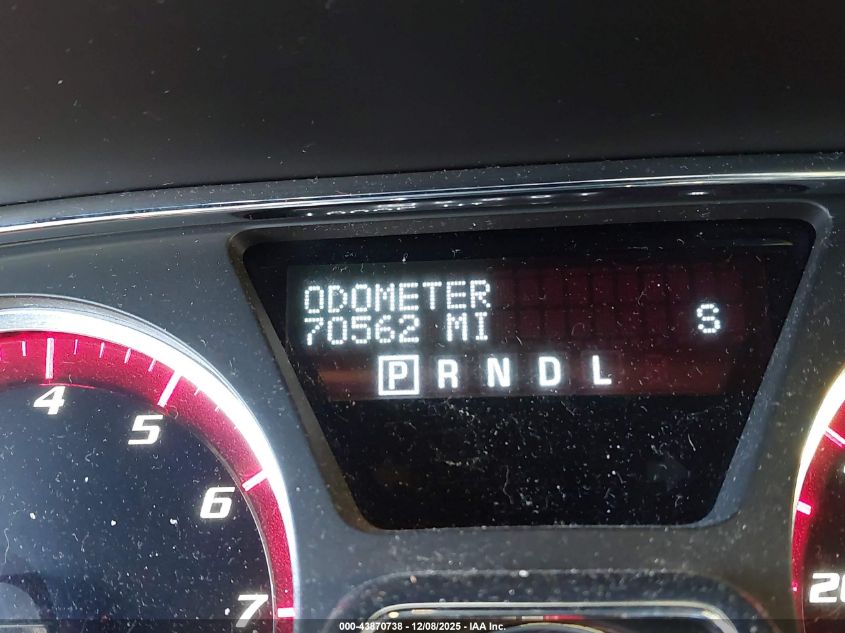 ODOMETER
70562 MI
S
P R N D L
4
5
6
7
20
000-43870738 - 12/08/2025 - IAA Inc.